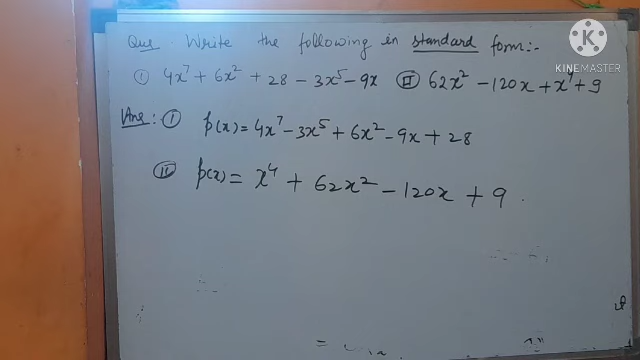 Que. Write the following in standard form:-
① 4x⁷ + 6x² + 28 - 3x⁵ - 9x ② 62x² - 120x + x⁴ + 9
Ans:- ① p(x) = 4x⁷ - 3x⁵ + 6x² - 9x + 28
② p(x) = x⁴ + 62x² - 120x + 9.
KINEMASTER